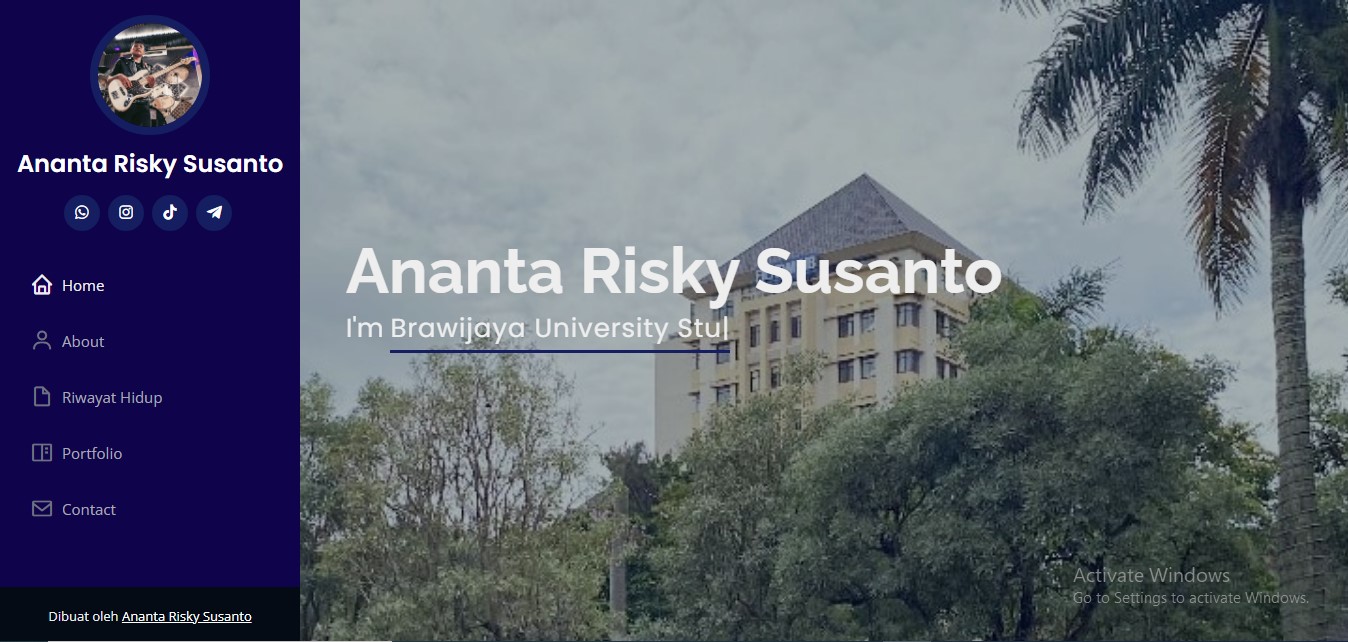 Ananta Risky Susanto
Home
About
Riwayat Hidup
Portfolio
Contact
Dibuat oleh Ananta Risky Susanto
Ananta Risky Susanto
I'm Brawijaya University Stu|
Activate Windows
Go to Settings to activate Windows.